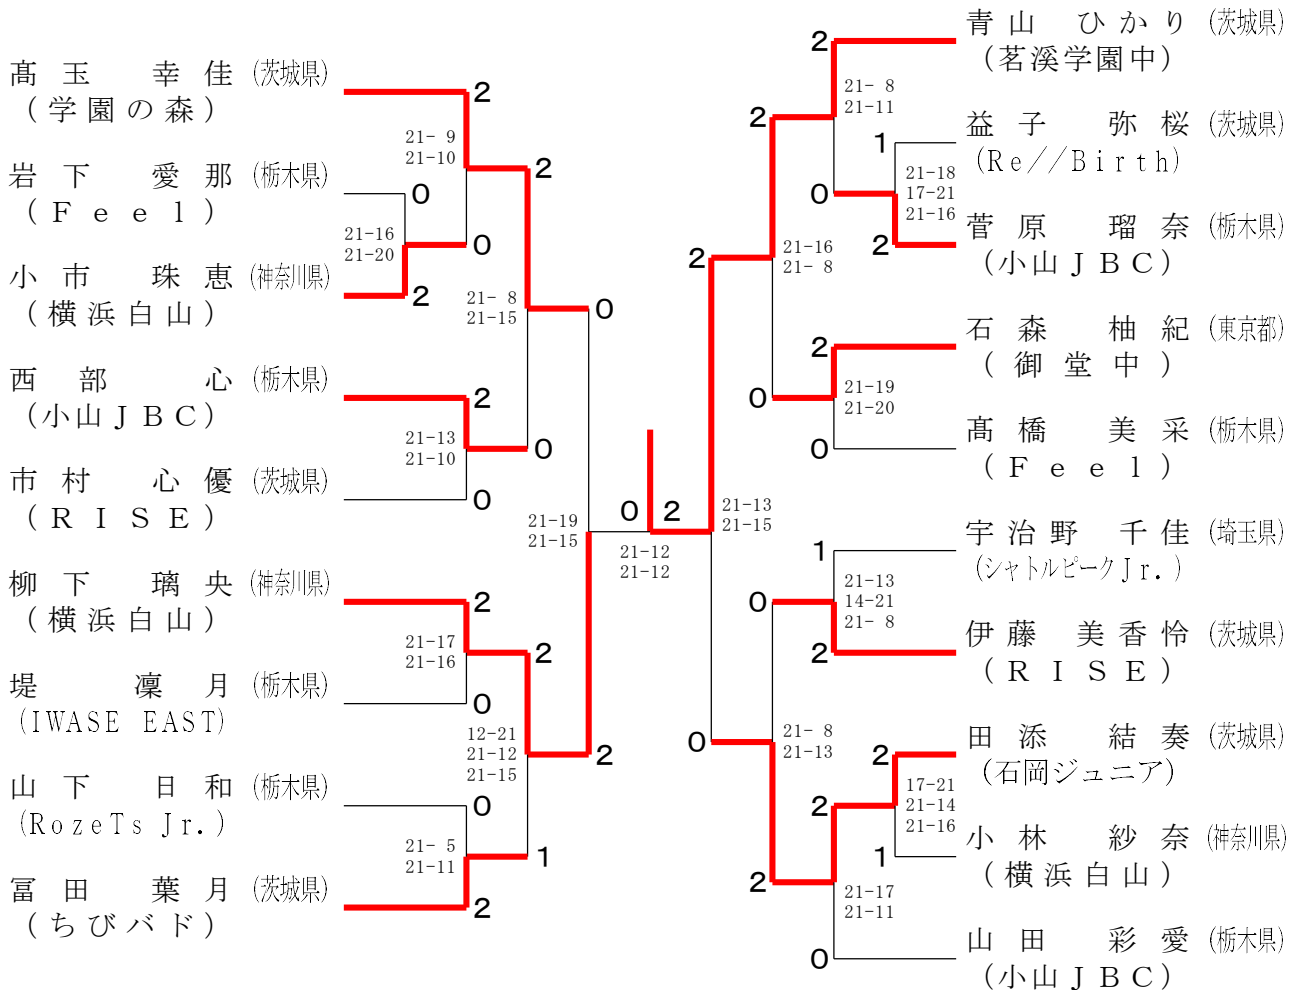 髙玉 幸佳 (茨城県)
(学園の森)
2
21- 9
21-10
岩下 愛那 (栃木県)
(Feel)
0
2
21-16
21-20
0
小市 珠恵 (神奈川県)
(横浜白山)
2
21- 8
21-15
0
西部 心 (栃木県)
(小山JBC)
2
21-13
21-10
0
市村 心優 (茨城県)
(RISE)
0
21-19
21-15
柳下 璃央 (神奈川県)
(横浜白山)
2
21-17
21-16
2
堤 凜月 (栃木県)
(IWASE EAST)
0
12-21
21-12
21-15
2
山下 日和 (栃木県)
(RozeTs Jr.)
0
21- 5
21-11
1
冨田 葉月 (茨城県)
(ちびバド)
2
0 2
21-12
21-12
青山 ひかり (茨城県)
(茗溪学園中)
2
21- 8
21-11
2
益子 弥桜 (茨城県)
(Re//Birth)
1
21-18
17-21
21-16
0
菅原 瑠奈 (栃木県)
(小山JBC)
2
21-16
21- 8
2
石森 柚紀 (東京都)
(御堂中)
2
21-19
21-20
0
髙橋 美采 (栃木県)
(Feel)
0
21-13
21-15
宇治野 千佳 (埼玉県)
(シャトルピークJr.)
1
21-13
14-21
21- 8
0
伊藤 美香怜 (茨城県)
(RISE)
2
21- 8
21-13
0
田添 結奏 (茨城県)
(石岡ジュニア)
2
17-21
21-14
21-16
2
小林 紗奈 (神奈川県)
(横浜白山)
1
21-17
21-11
2
山田 彩愛 (栃木県)
(小山JBC)
0